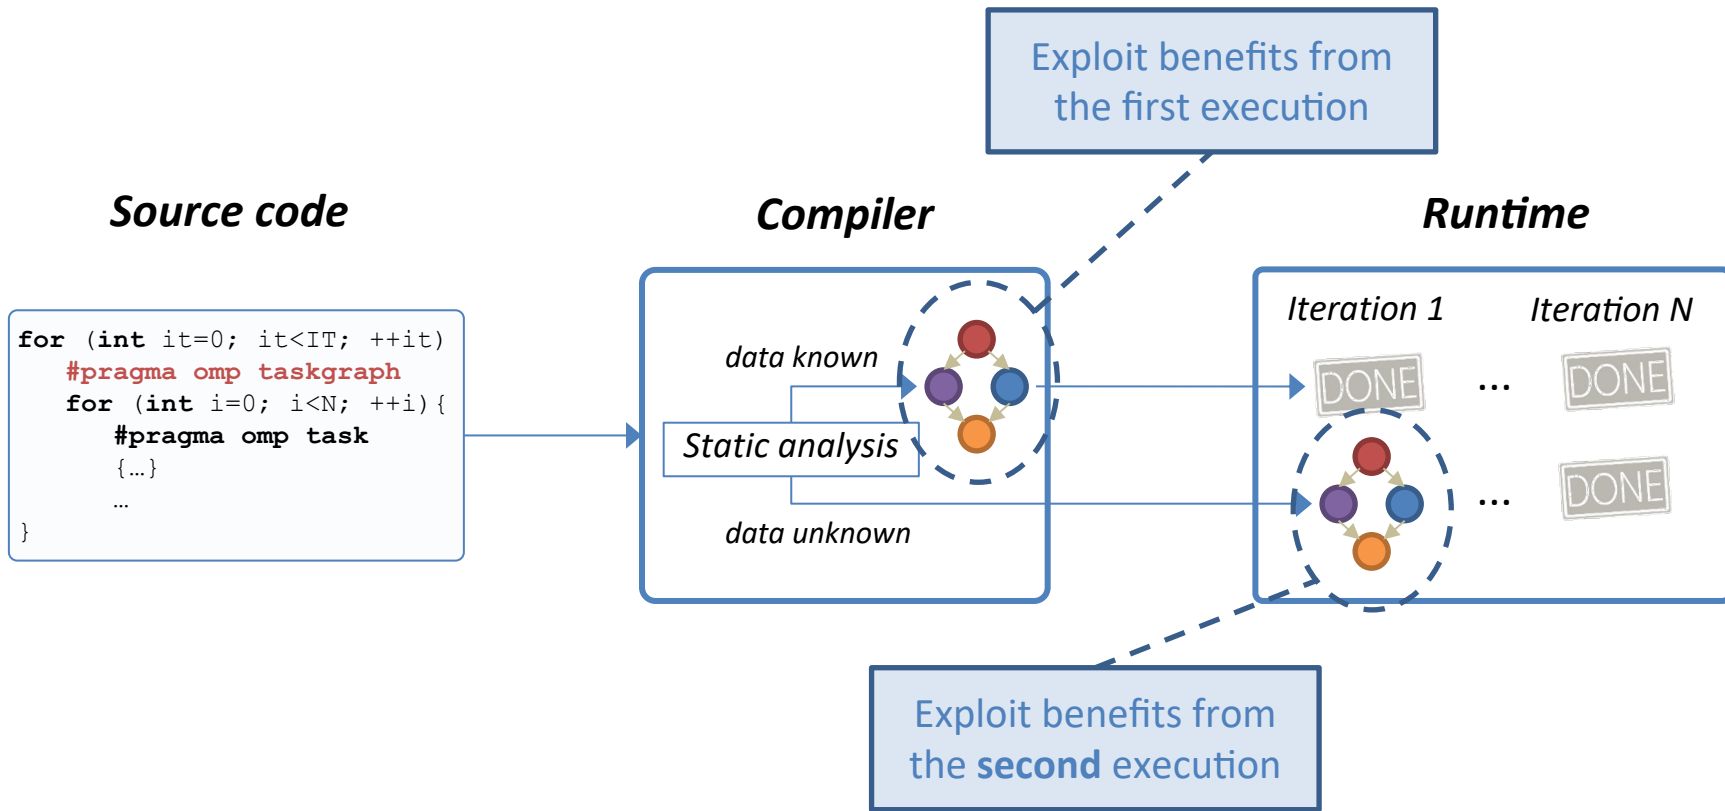 Exploit benefits from
the first execution
Source code
Compiler
Runtime
for (int it=0; it<IT; ++it)
#pragma omp taskgraph
for (int i=0; i<N; ++i){
#pragma omp task
{…}
…
}
data known
Static analysis
data unknown
Iteration 1
Iteration N
DONE
...
DONE
...
DONE
Exploit benefits from
the second execution